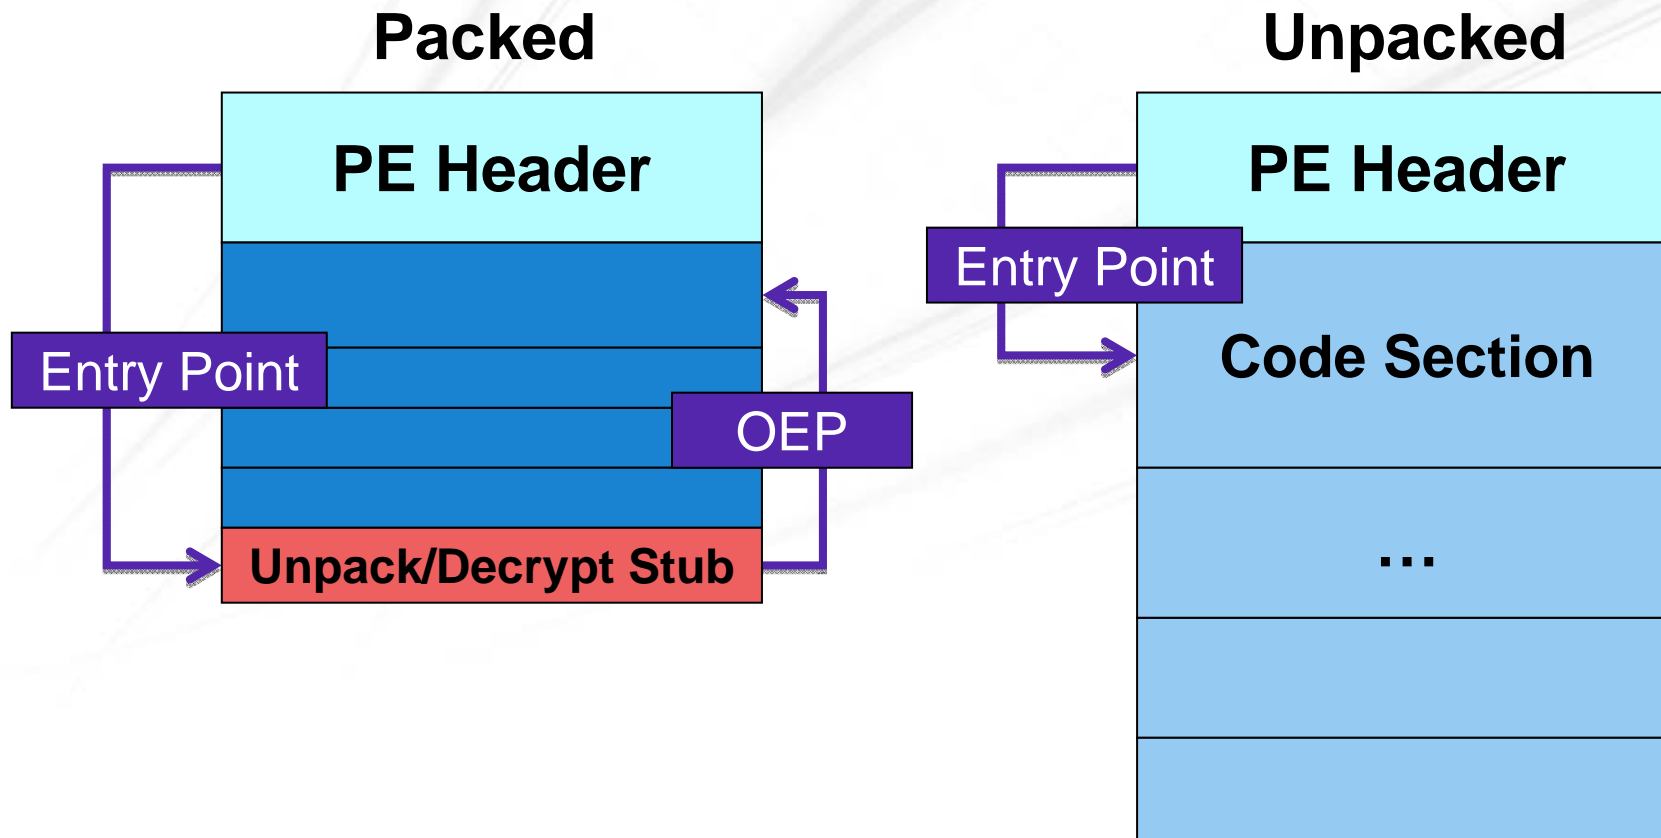 Packed
PE Header
Entry Point
OEP
Unpack/Decrypt Stub
Unpacked
PE Header
Entry Point
Code Section
...